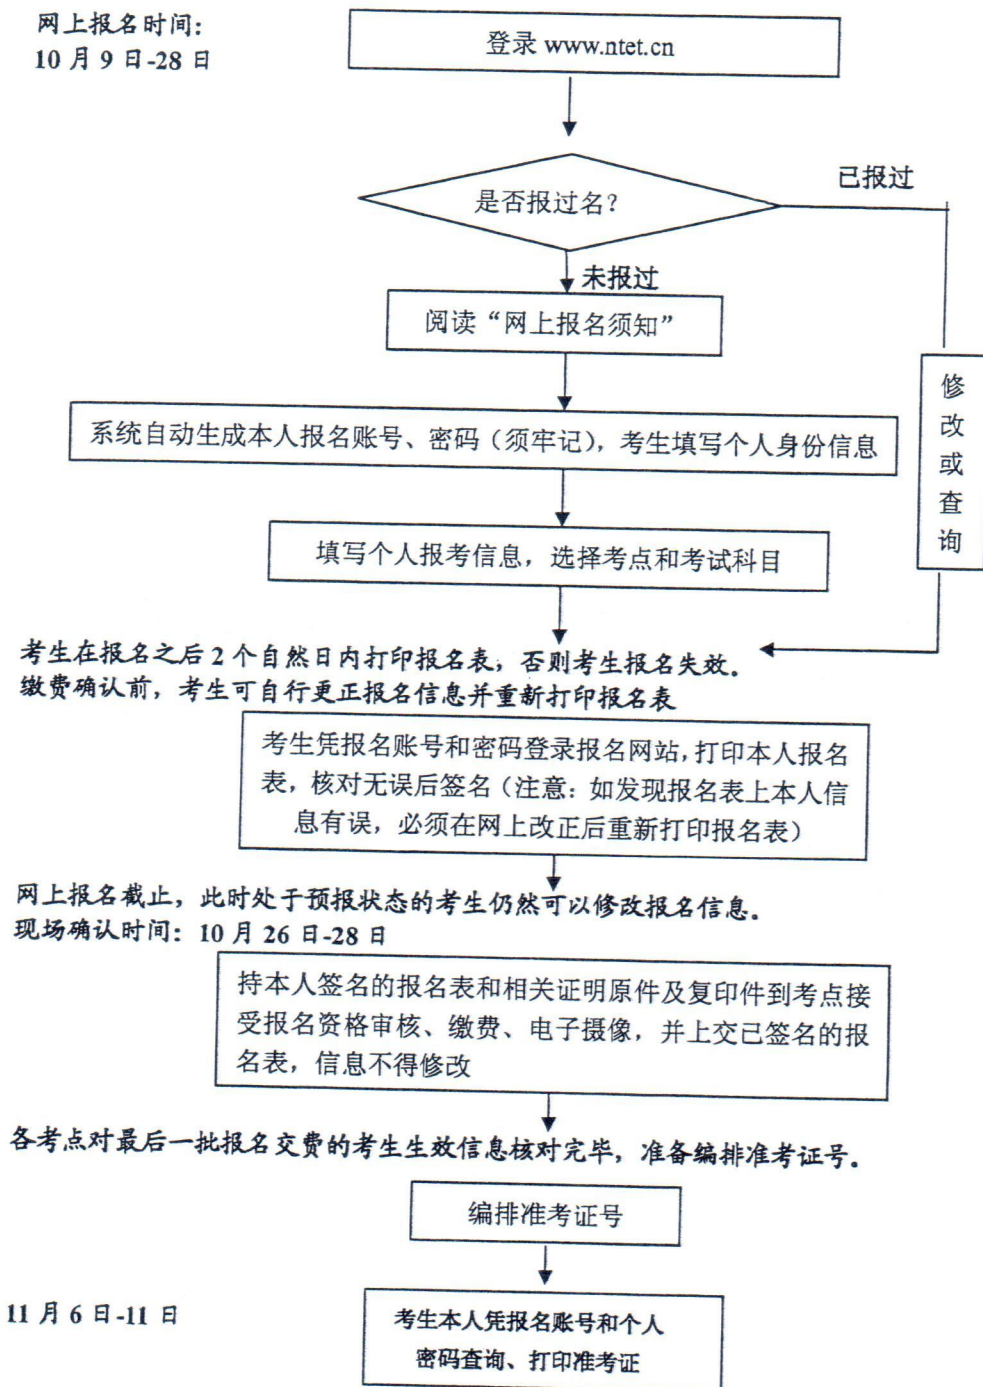 网上报名时间：
10 月 9 日-28 日
登录 www.ntet.cn
是否报过名？
已报过
未报过
阅读“网上报名须知”
修
改
或
查
询
系统自动生成本人报名账号、密码（须牢记），考生填写个人身份信息
填写个人报考信息，选择考点和考试科目
考生在报名之后 2 个自然日内打印报名表，否则考生报名失效。
缴费确认前，考生可自行更正报名信息并重新打印报名表
考生凭报名账号和密码登录报名网站，打印本人报名
表，核对无误后签名（注意：如发现报名表上本人信
息有误，必须在网上改正后重新打印报名表）
网上报名截止，此时处于预报状态的考生仍然可以修改报名信息。
现场确认时间：10 月 26 日-28 日
持本人签名的报名表和相关证明原件及复印件到考点接
受报名资格审核、缴费、电子摄像，并上交已签名的报
名表，信息不得修改
各考点对最后一批报名交费的考生生效信息核对完毕，准备编排准考证号。
编排准考证号
11 月 6 日-11 日
考生本人凭报名账号和个人
密码查询、打印准考证